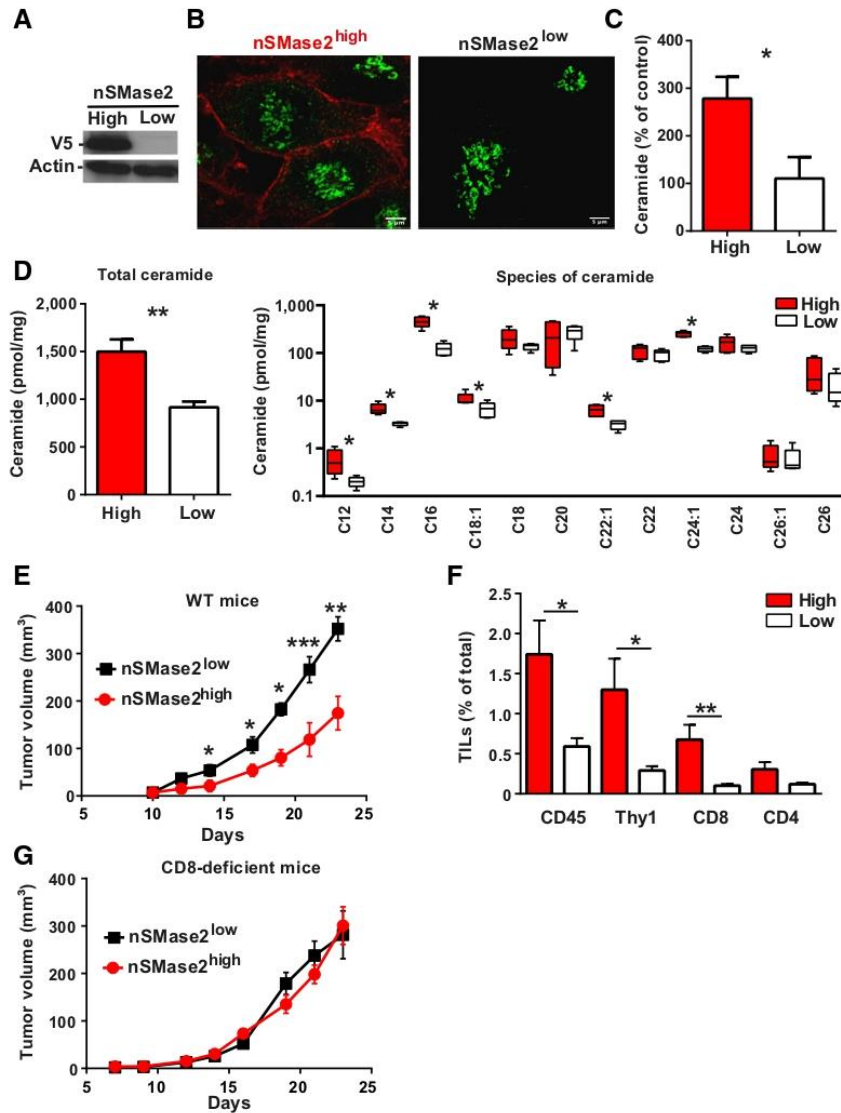 A
nSMase2
High Low
V5
Actin
B
nSMase2high
nSMase2low
5 µm
5 µm
C
*
Ceramide (% of control)
400
300
200
100
0
High Low
D
Total ceramide
**
Ceramide (pmol/mg)
2,000
1,500
1,000
500
0
High Low
Species of ceramide
Ceramide (pmol/mg)
1,000
100
10
1
0.1
High
Low
* * * * * *
C12 C14 C16 C18:1 C18 C20 C22:1 C22 C24:1 C24 C26:1 C26
E
WT mice
Tumor volume (mm³)
400
300
200
100
0
nSMase2low
nSMase2high
* * * *** **
5 10 15 20 25
Days
F
TILs (% of total)
2.5
2.0
1.5
1.0
0.5
0
High
Low
* * **
CD45 Thy1 CD8 CD4
G
CD8-deficient mice
Tumor volume (mm³)
400
300
200
100
0
nSMase2low
nSMase2high
5 10 15 20 25
Days